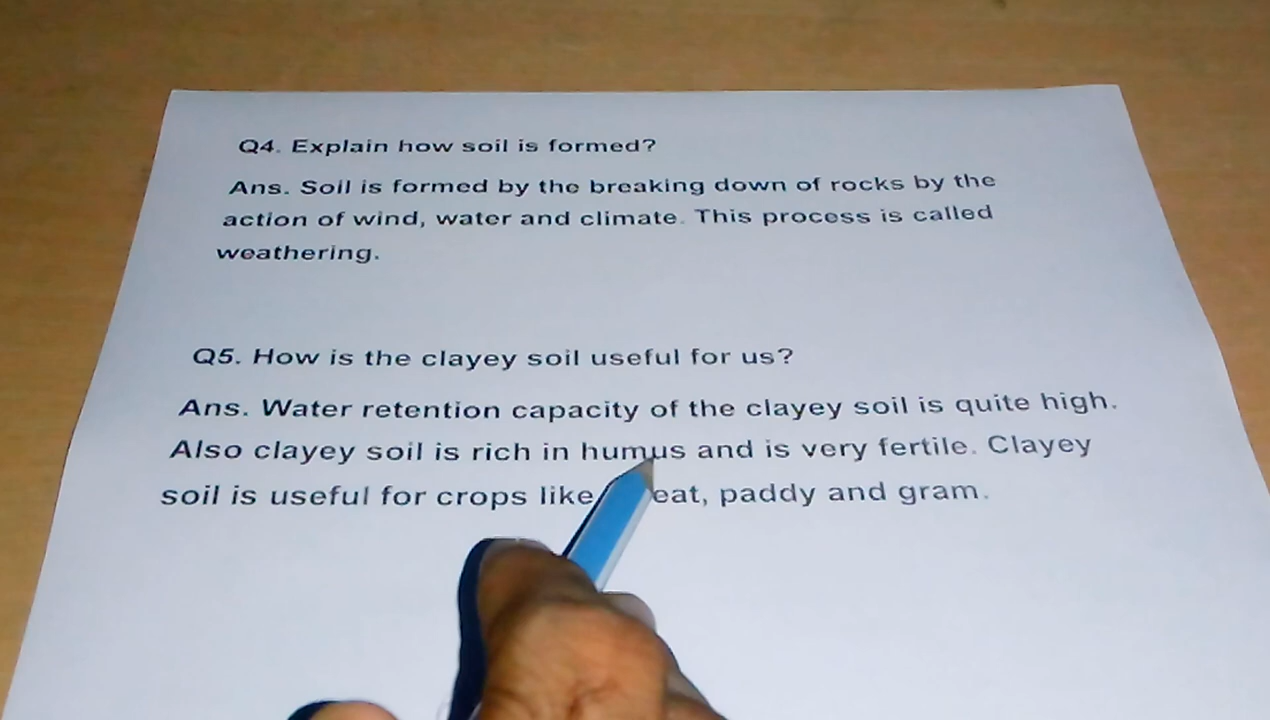 Q4. Explain how soil is formed?
Ans. Soil is formed by the breaking down of rocks by the
action of wind, water and climate. This process is called
weathering.
Q5. How is the clayey soil useful for us?
Ans. Water retention capacity of the clayey soil is quite high.
Also clayey soil is rich in humus and is very fertile. Clayey
soil is useful for crops like eat, paddy and gram.